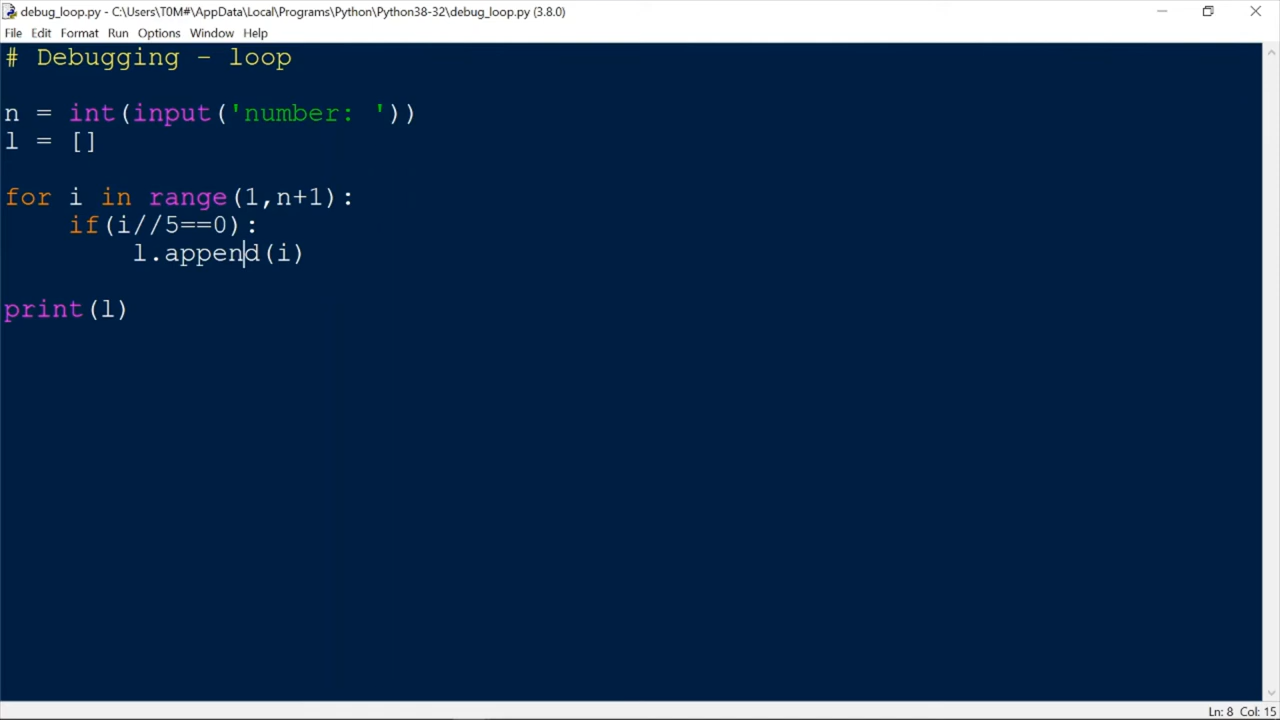 debug_loop.py - C:\Users\T0M#\AppData\Local\Programs\Python\Python38-32\debug_loop.py (3.8.0)
File Edit Format Run Options Window Help
# Debugging - loop
n = int(input('number: '))
l = []
for i in range(1,n+1):
    if(i//5==0):
        l.append(i)
print(l)
Ln: 8 Col: 15